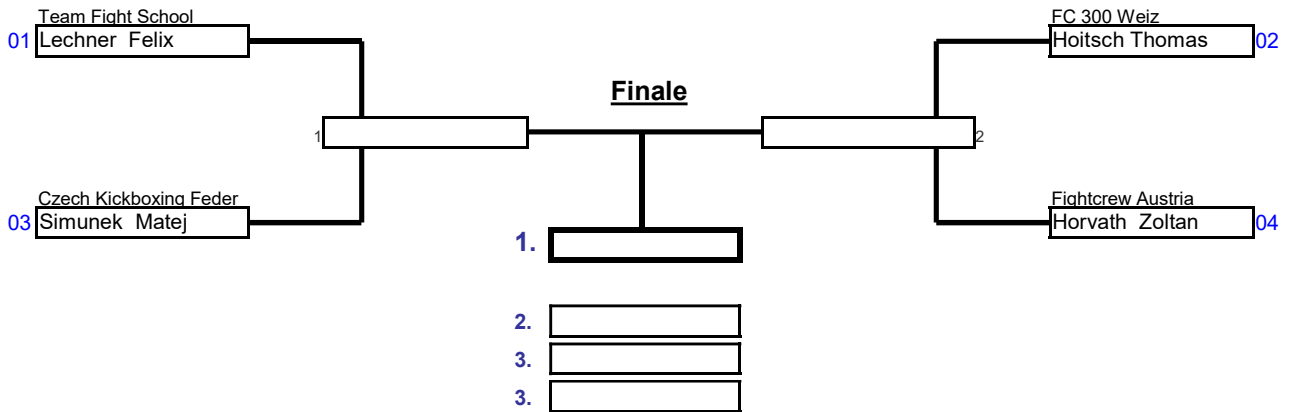 Team Fight School
01 Lechner Felix
FC 300 Weiz
Hoitsch Thomas 02
Finale
1
2
Czech Kickboxing Feder
03 Simunek Matej
Fightcrew Austria
Horvath Zoltan 04
1.
2.
3.
3.